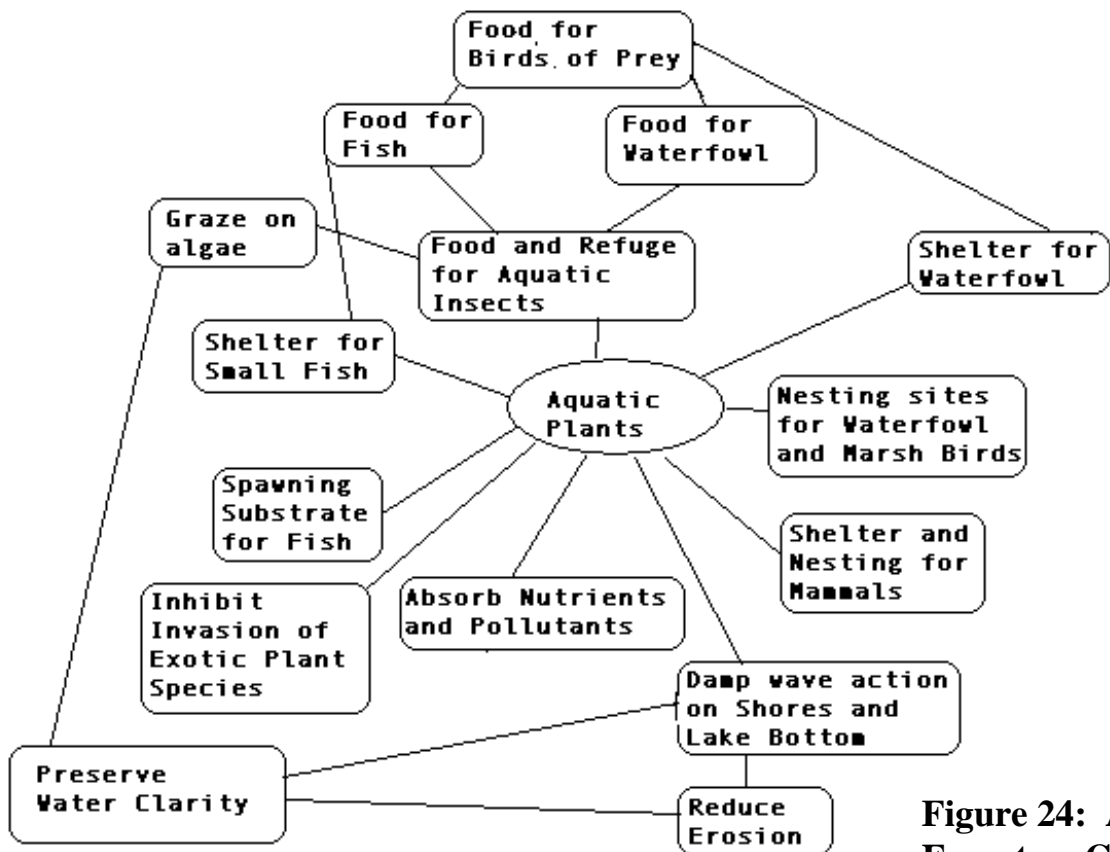 Food for
Birds of Prey
Food for
Fish
Food for
Waterfowl
Graze on
algae
Food and Refuge
for Aquatic
Insects
Shelter for
Waterfowl
Shelter for
Small Fish
Aquatic
Plants
Nesting sites
for Waterfowl
and Marsh Birds
Spawning
Substrate
for Fish
Shelter and
Nesting for
Mammals
Inhibit
Invasion of
Exotic Plant
Species
Absorb Nutrients
and Pollutants
Damp wave action
on Shores and
Lake Bottom
Preserve
Water Clarity
Reduce
Erosion
Figure 24: